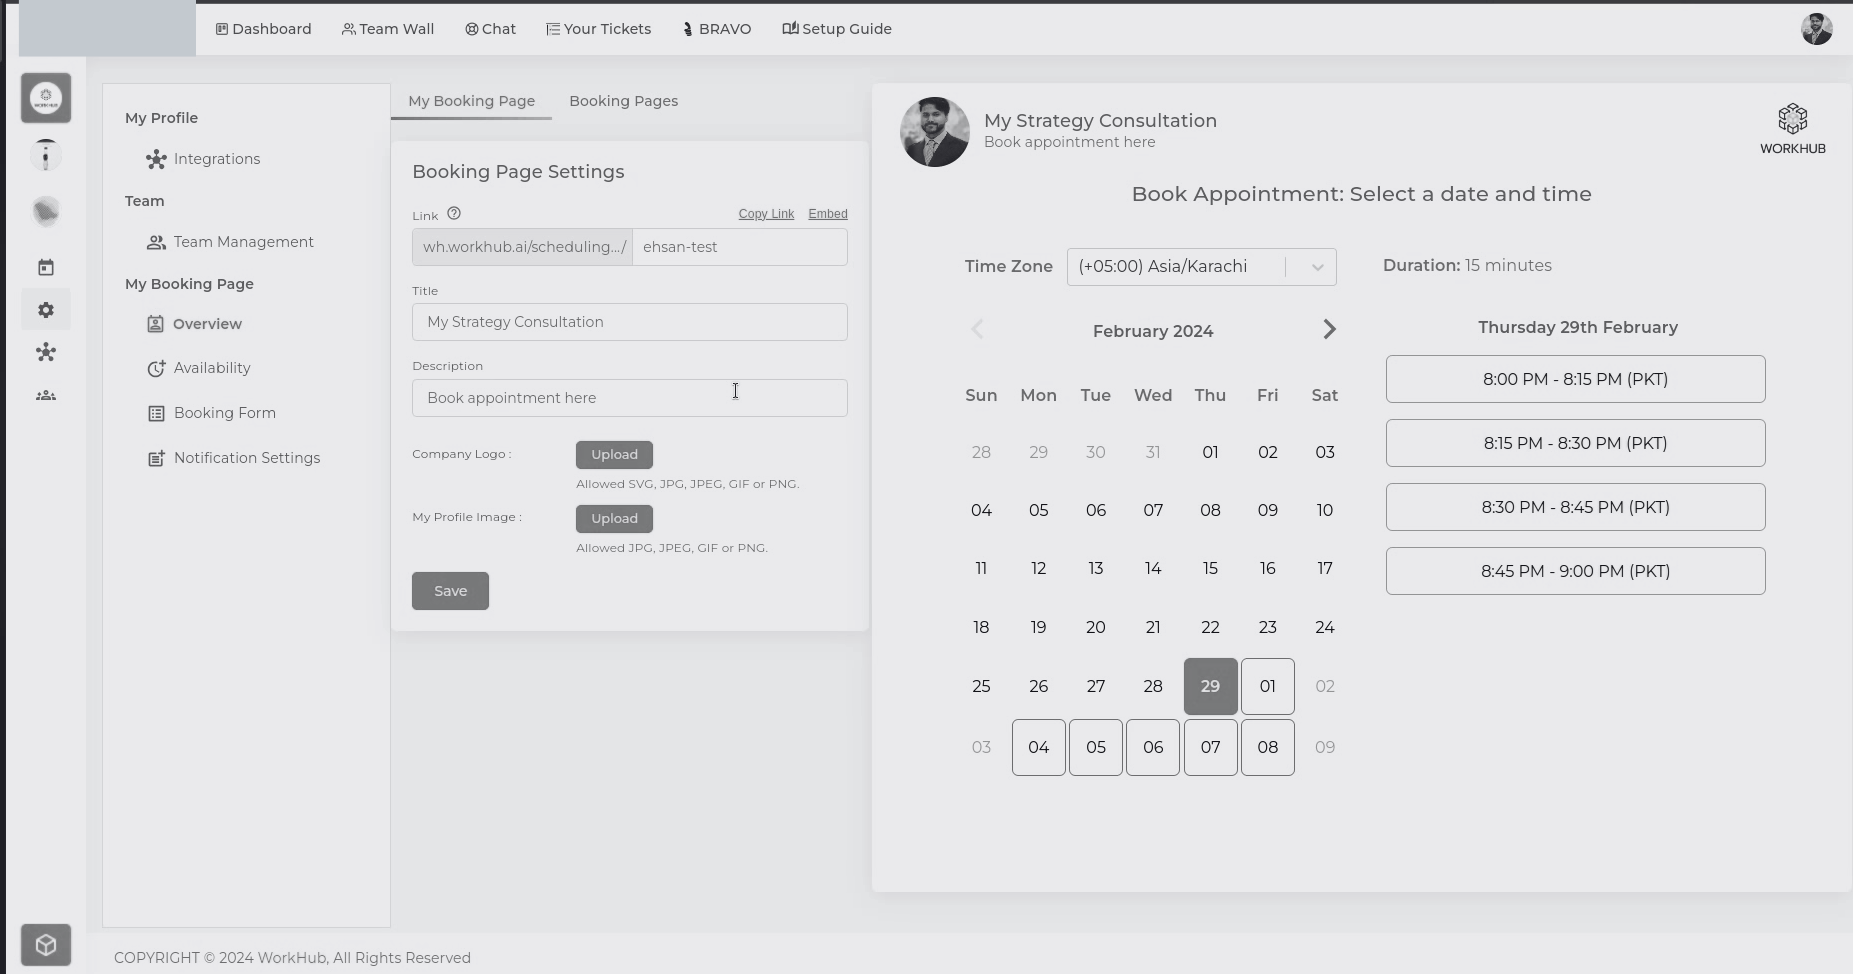 Dashboard Team Wall Chat Your Tickets BRAVO Setup Guide
My Profile
Integrations
Team
Team Management
My Booking Page
Overview
Availability
Booking Form
Notification Settings
My Booking Page Booking Pages
Booking Page Settings
Link Copy Link Embed
wh.workhub.ai/scheduling.../ ehsan-test
Title
My Strategy Consultation
Description
Book appointment here
Company Logo : Upload
Allowed SVG, JPG, JPEG, GIF or PNG.
My Profile Image : Upload
Allowed JPG, JPEG, GIF or PNG.
Save
My Strategy Consultation
Book appointment here
WORKHUB
Book Appointment: Select a date and time
Time Zone (+05:00) Asia/Karachi Duration: 15 minutes
February 2024
Sun Mon Tue Wed Thu Fri Sat
28 29 30 31 01 02 03
04 05 06 07 08 09 10
11 12 13 14 15 16 17
18 19 20 21 22 23 24
25 26 27 28 29 01 02
03 04 05 06 07 08 09
Thursday 29th February
8:00 PM - 8:15 PM (PKT)
8:15 PM - 8:30 PM (PKT)
8:30 PM - 8:45 PM (PKT)
8:45 PM - 9:00 PM (PKT)
COPYRIGHT © 2024 WorkHub, All Rights Reserved